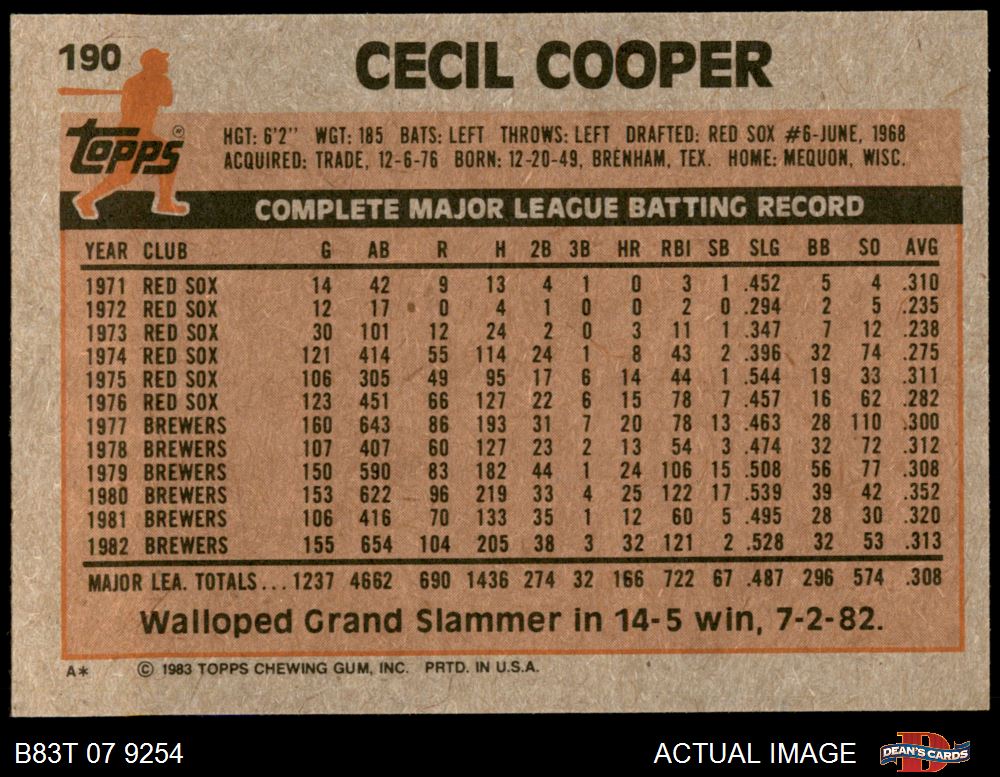 190
CECIL COOPER
Topps®
HGT: 6'2" WGT: 185 BATS: LEFT THROWS: LEFT DRAFTED: RED SOX #6-JUNE, 1968
ACQUIRED: TRADE, 12-6-76 BORN: 12-20-49, BRENHAM, TEX. HOME: MEQUON, WISC.
COMPLETE MAJOR LEAGUE BATTING RECORD
YEAR CLUB G AB R H 2B 3B HR RBI SB SLG BB SO AVG
1971 RED SOX 14 42 9 13 4 1 0 3 1 .452 5 4 .310
1972 RED SOX 12 17 0 4 1 0 0 2 0 .294 2 5 .235
1973 RED SOX 30 101 12 24 2 0 3 11 1 .347 7 12 .238
1974 RED SOX 121 414 55 114 24 1 8 43 2 .396 32 74 .275
1975 RED SOX 106 305 49 95 17 6 14 44 1 .544 19 33 .311
1976 RED SOX 123 451 66 127 22 6 15 78 7 .457 16 62 .282
1977 BREWERS 160 643 86 193 31 7 20 78 13 .463 28 110 .300
1978 BREWERS 107 407 60 127 23 2 13 54 3 .474 32 72 .312
1979 BREWERS 150 590 83 182 44 1 24 106 15 .508 56 77 .308
1980 BREWERS 153 622 96 219 33 4 25 122 17 .539 39 42 .352
1981 BREWERS 106 416 70 133 35 1 12 60 5 .495 28 30 .320
1982 BREWERS 155 654 104 205 38 3 32 121 2 .528 32 53 .313
MAJOR LEA. TOTALS... 1237 4662 690 1436 274 32 166 722 67 .487 296 574 .308
Walloped Grand Slammer in 14-5 win, 7-2-82.
A* © 1983 TOPPS CHEWING GUM, INC. PRTD. IN U.S.A.
B83T 07 9254 ACTUAL IMAGE DEAN'S CARDS